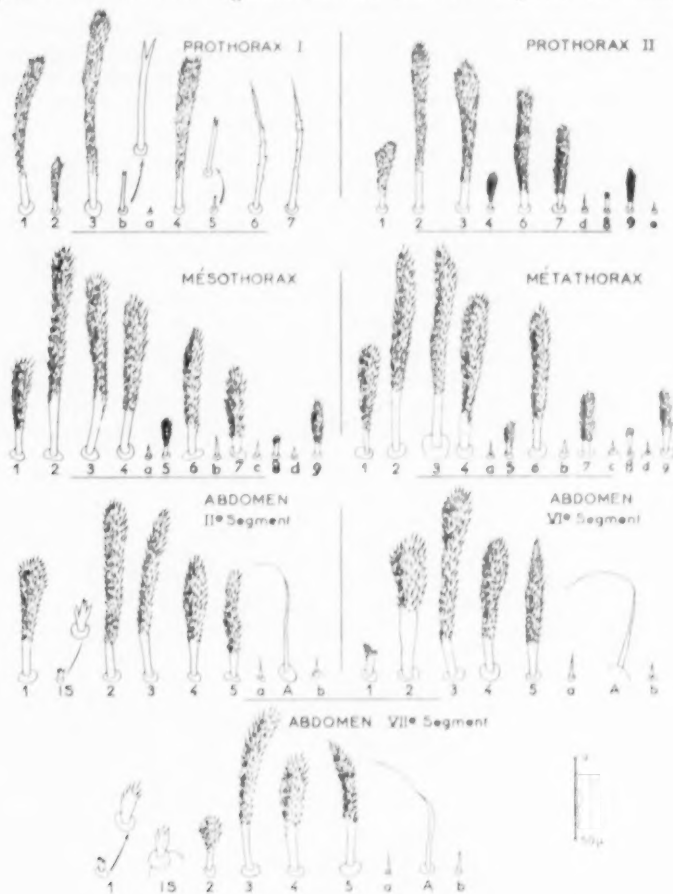 PROTHORAX I
1 2 3 b a 4 5 6 7
PROTHORAX II
1 2 3 4 6 7 d 8 9 e
MÉSOTHORAX
1 2 3 4 a 5 6 b 7 c 8 d 9
MÉTATHORAX
1 2 3 4 a 5 6 b 7 c 8 d 9
ABDOMEN
IIe Segment
1 IS 2 3 4 5 a A b
ABDOMEN
VIe Segment
1 2 3 4 5 a A b
ABDOMEN VIIe Segment
1 IS 2 3 4 5 a A b
50μ